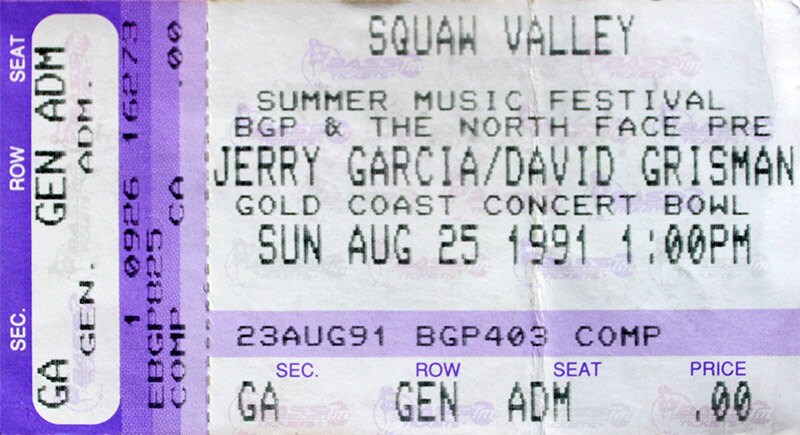 SQUAW VALLEY
SUMMER MUSIC FESTIVAL
BGP & THE NORTH FACE PRE
JERRY GARCIA/DAVID GRISMAN
GOLD COAST CONCERT BOWL
SUN AUG 25 1991 1:00PM
23AUG91 BGP403 COMP
SEC. ROW SEAT PRICE
GA GEN ADM .00
SEC. ROW SEAT
GA GEN ADM
GEN. ADM.
1 0926 16273
EBGP825
COMP CA .00